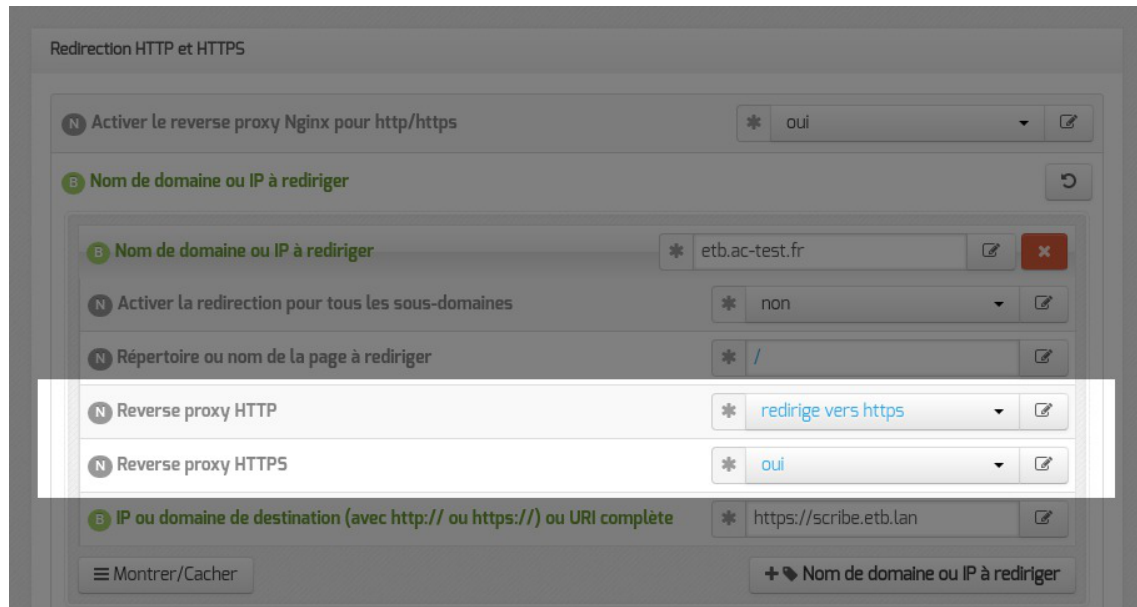 Redirection HTTP et HTTPS
N Activer le reverse proxy Nginx pour http/https oui
B Nom de domaine ou IP à rediriger
B Nom de domaine ou IP à rediriger etb.ac-test.fr
N Activer la redirection pour tous les sous-domaines non
N Répertoire ou nom de la page à rediriger /
N Reverse proxy HTTP redirige vers https
N Reverse proxy HTTPS oui
B IP ou domaine de destination (avec http:// ou https://) ou URI complète https://scribe.etb.lan
Montrer/Cacher Nom de domaine ou IP à rediriger